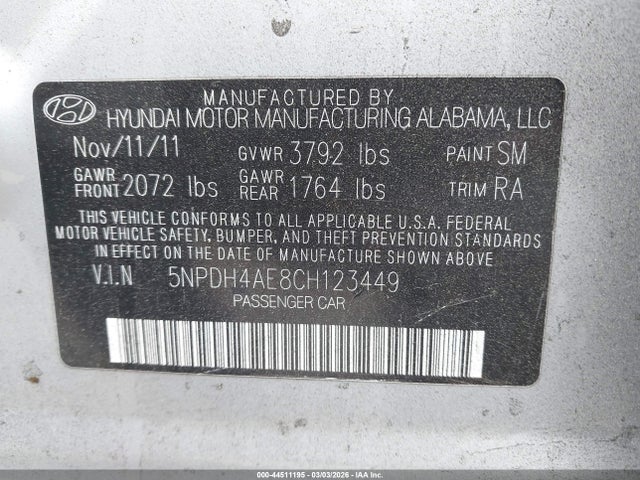 MANUFACTURED BY
HYUNDAI MOTOR MANUFACTURING ALABAMA, LLC
Nov/11/11 GVWR 3792 lbs PAINT SM
GAWR FRONT 2072 lbs GAWR REAR 1764 lbs TRIM RA
THIS VEHICLE CONFORMS TO ALL APPLICABLE U.S.A. FEDERAL
MOTOR VEHICLE SAFETY, BUMPER, AND THEFT PREVENTION STANDARDS
IN EFFECT ON THE DATE OF MANUFACTURE SHOWN ABOVE
V.I.N 5NPDH4AE8CH123449
PASSENGER CAR
000-44511195 - 03/03/2026 - COPART